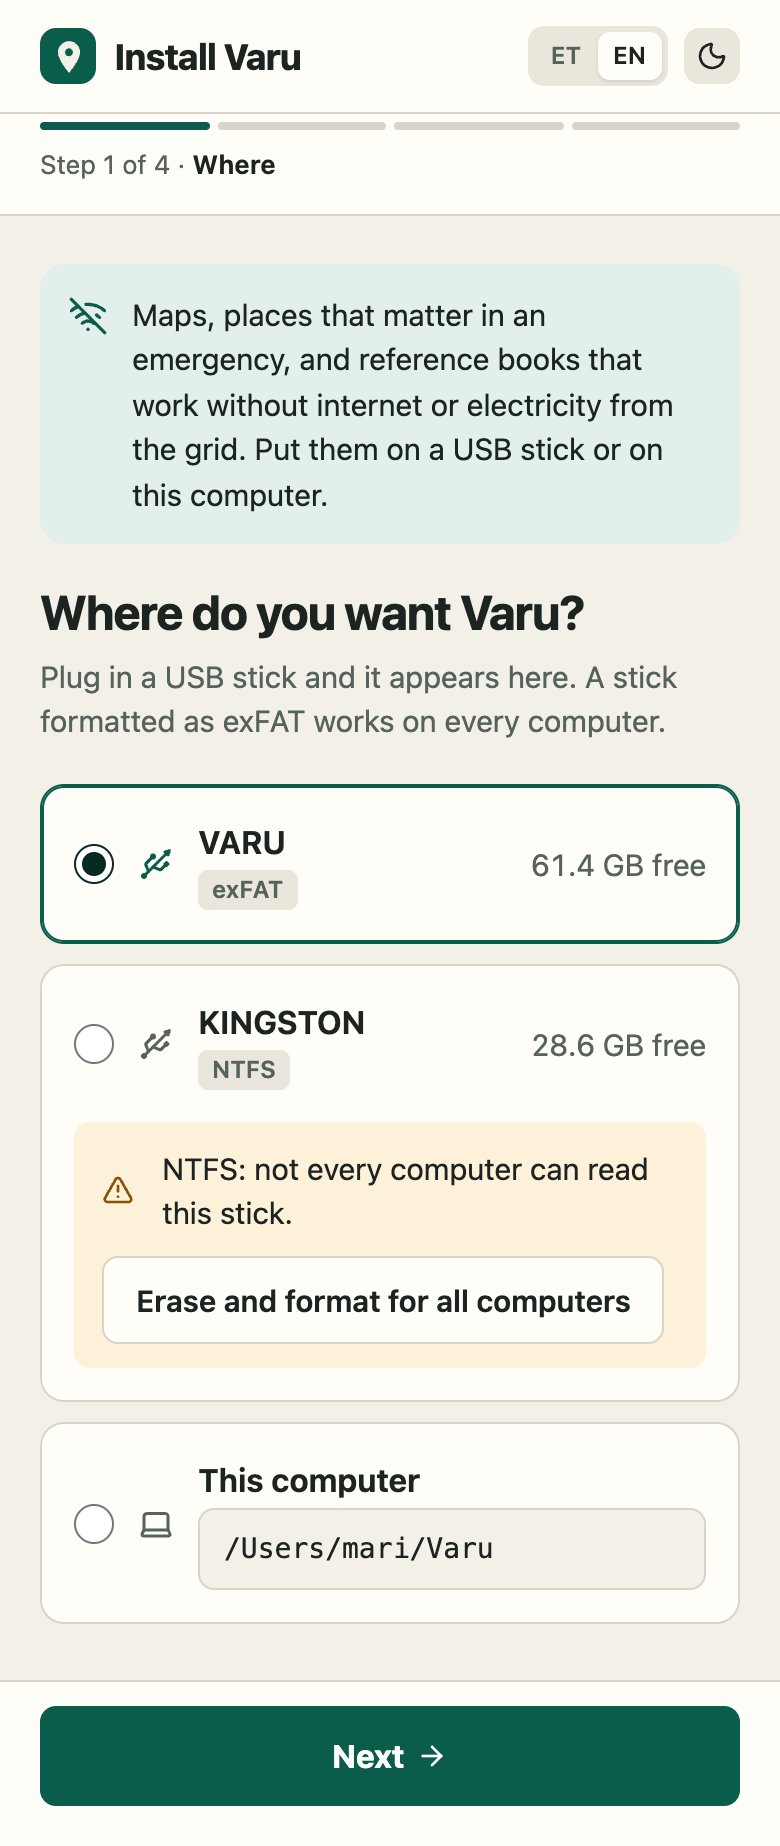 Install Varu
ET EN
Step 1 of 4 · Where
Maps, places that matter in an
emergency, and reference books that
work without internet or electricity from
the grid. Put them on a USB stick or on
this computer.
Where do you want Varu?
Plug in a USB stick and it appears here. A stick
formatted as exFAT works on every computer.
VARU
exFAT
61.4 GB free
KINGSTON
NTFS
28.6 GB free
NTFS: not every computer can read
this stick.
Erase and format for all computers
This computer
/Users/mari/Varu
Next →